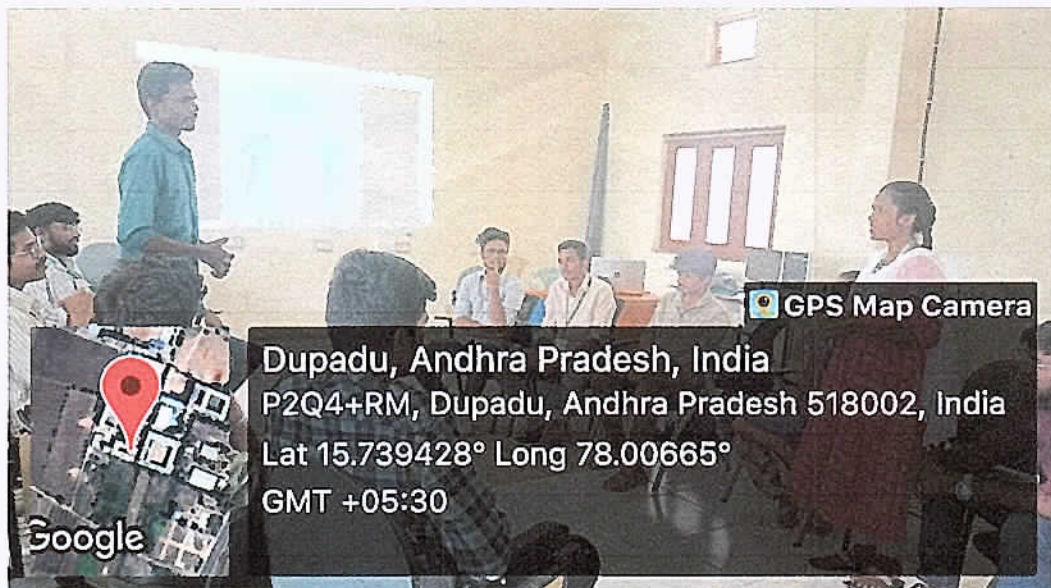 GPS Map Camera
Dupadu, Andhra Pradesh, India
P2Q4+RM, Dupadu, Andhra Pradesh 518002, India
Lat 15.739428° Long 78.00665°
GMT +05:30
Google